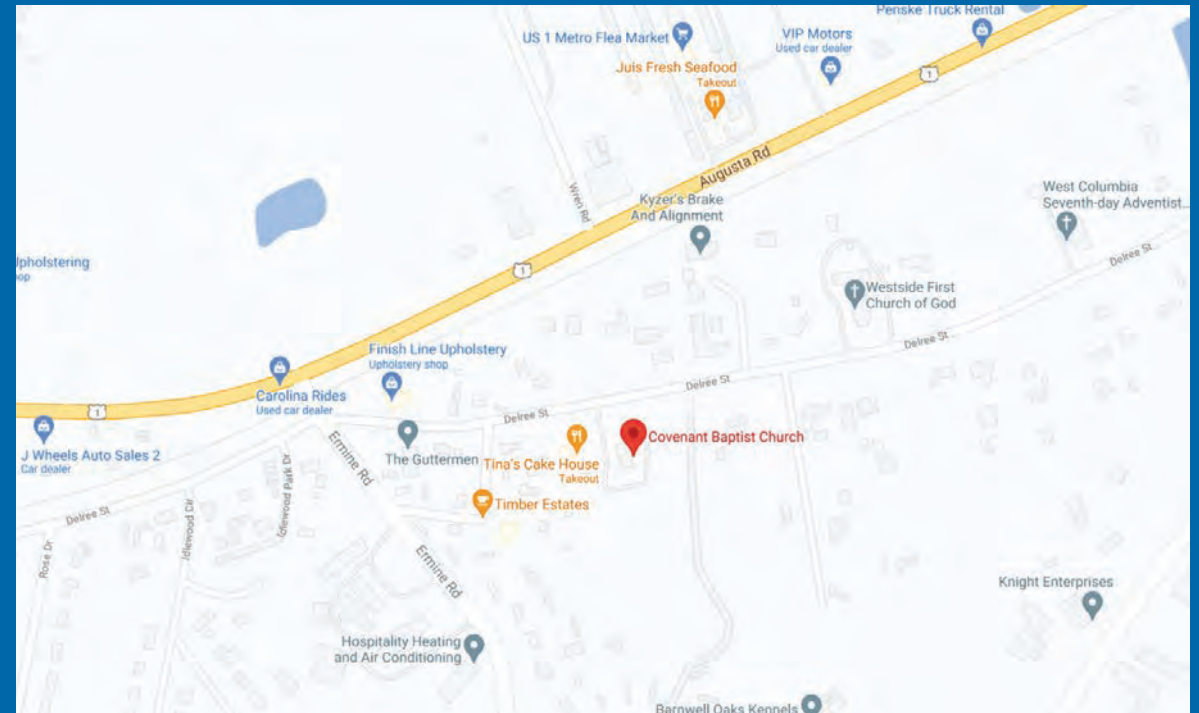 Penske Truck Rental
US 1 Metro Flea Market
VIP Motors
Used car dealer
Juis Fresh Seafood
Takeout
1
Augusta Rd
Wren Rd
Kyzer's Brake
And Alignment
West Columbia
Seventh-day Adventist...
Delree St
lpholstering
op
1
Westside First
Church of God
Delree St
Finish Line Upholstery
Upholstery shop
Delree St
Carolina Rides
Used car dealer
1
Delree St
J Wheels Auto Sales 2
Car dealer
Ermine Rd
The Guttermen
Tina's Cake House
Takeout
Covenant Baptist Church
Idlewood Park Dr
Timber Estates
Delree St
Idlewood Cir
Rose Dr
Ermine Rd
Knight Enterprises
Hospitality Heating
and Air Conditioning
Barnwell Oaks Kennels